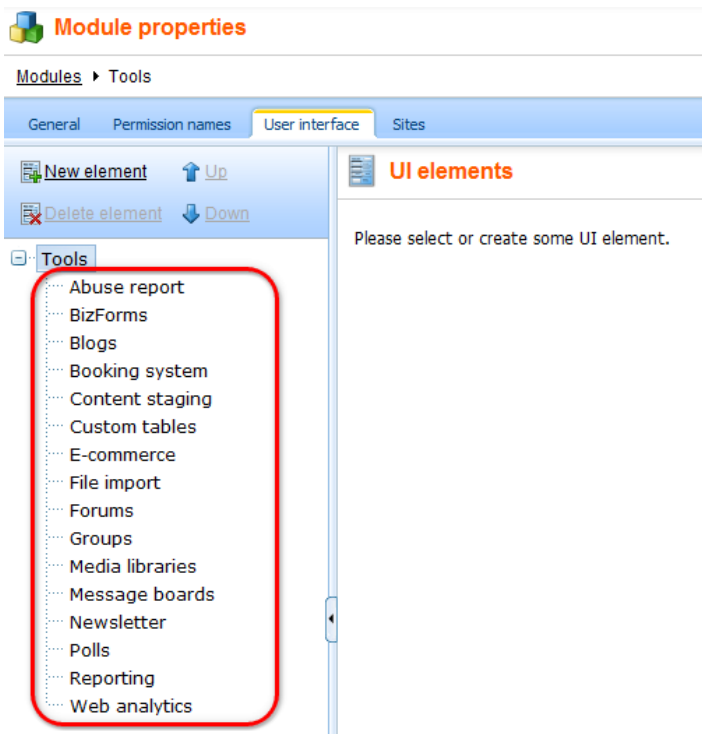 Module properties
Modules ▸ Tools
General Permission names User interface Sites
New element Up
Delete element Down
UI elements
Please select or create some UI element.
Tools
Abuse report
BizForms
Blogs
Booking system
Content staging
Custom tables
E-commerce
File import
Forums
Groups
Media libraries
Message boards
Newsletter
Polls
Reporting
Web analytics